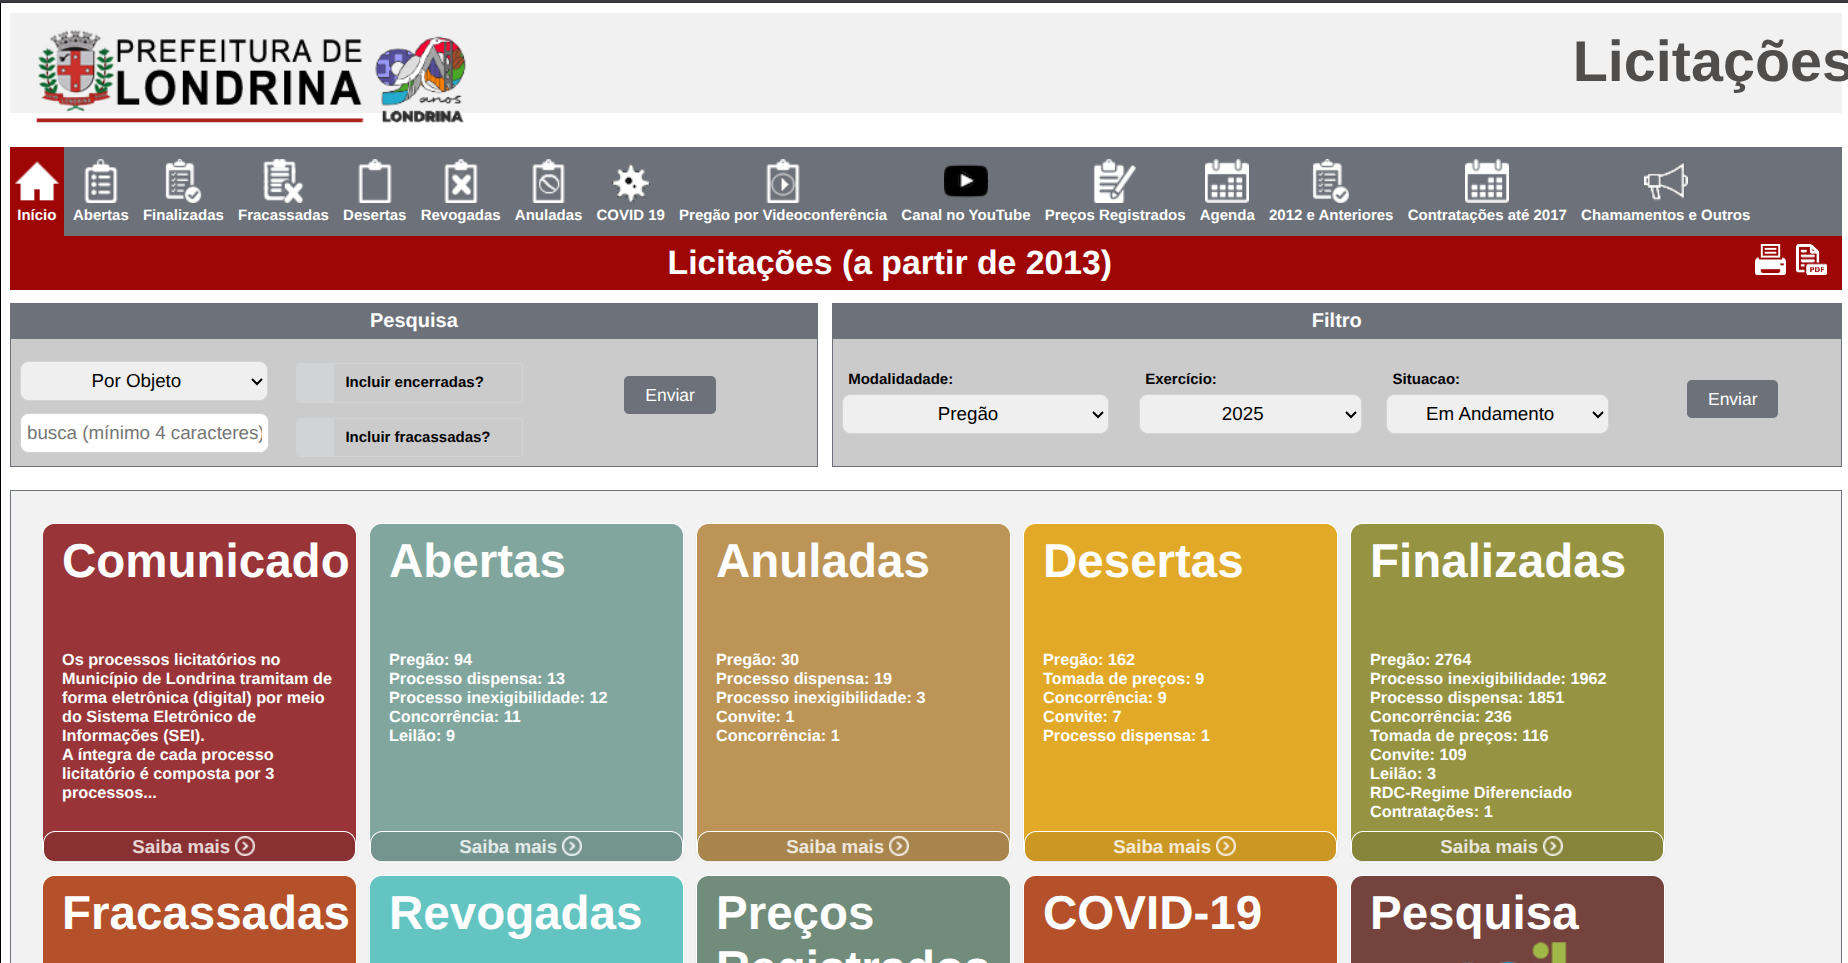 PREFEITURA DE
LONDRINA
anos
LONDRINA
Licitações
Início
Abertas
Finalizadas
Fracassadas
Desertas
Revogadas
Anuladas
COVID 19
Pregão por Videoconferência
Canal no YouTube
Preços Registrados
Agenda
2012 e Anteriores
Contratações até 2017
Chamamentos e Outros
Licitações (a partir de 2013)
PDF
Pesquisa
Por Objeto
Incluir encerradas?
Enviar
busca (mínimo 4 caracteres)
Incluir fracassadas?
Filtro
Modalidadade:
Exercício:
Situacao:
Pregão
2025
Em Andamento
Enviar
Comunicado
Os processos licitatórios no
Município de Londrina tramitam de
forma eletrônica (digital) por meio
do Sistema Eletrônico de
Informações (SEI).
A íntegra de cada processo
licitatório é composta por 3
processos...
Saiba mais
Abertas
Pregão: 94
Processo dispensa: 13
Processo inexigibilidade: 12
Concorrência: 11
Leilão: 9
Saiba mais
Anuladas
Pregão: 30
Processo dispensa: 19
Processo inexigibilidade: 3
Convite: 1
Concorrência: 1
Saiba mais
Desertas
Pregão: 162
Tomada de preços: 9
Concorrência: 9
Convite: 7
Processo dispensa: 1
Saiba mais
Finalizadas
Pregão: 2764
Processo inexigibilidade: 1962
Processo dispensa: 1851
Concorrência: 236
Tomada de preços: 116
Convite: 109
Leilão: 3
RDC-Regime Diferenciado
Contratações: 1
Saiba mais
Fracassadas
Revogadas
Preços
Registrados
COVID-19
Pesquisa